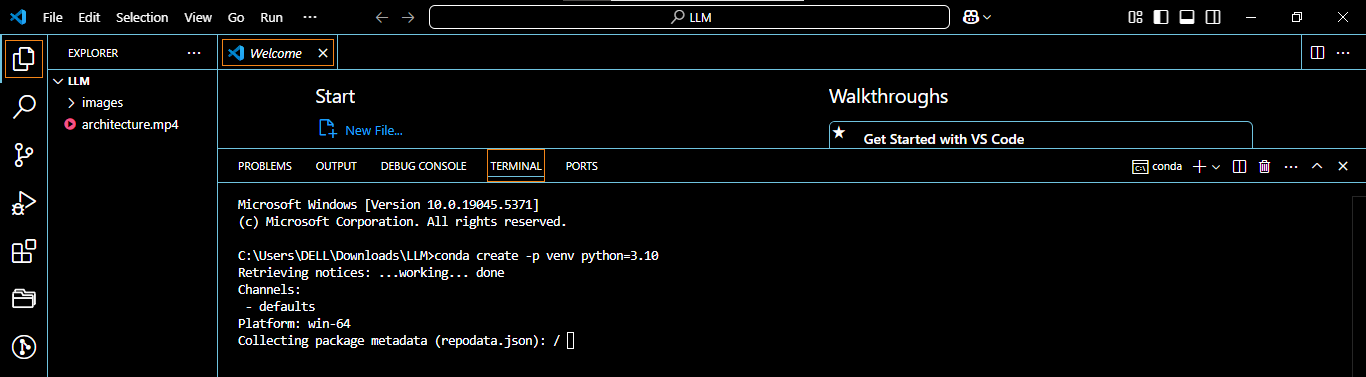 File Edit Selection View Go Run ··· LLM
EXPLORER ···
LLM
images
architecture.mp4
Welcome
Start
New File...
Walkthroughs
Get Started with VS Code
PROBLEMS OUTPUT DEBUG CONSOLE TERMINAL PORTS conda
Microsoft Windows [Version 10.0.19045.5371]
(c) Microsoft Corporation. All rights reserved.
C:\Users\DELL\Downloads\LLM>conda create -p venv python=3.10
Retrieving notices: ...working... done
Channels:
 - defaults
Platform: win-64
Collecting package metadata (repodata.json): /